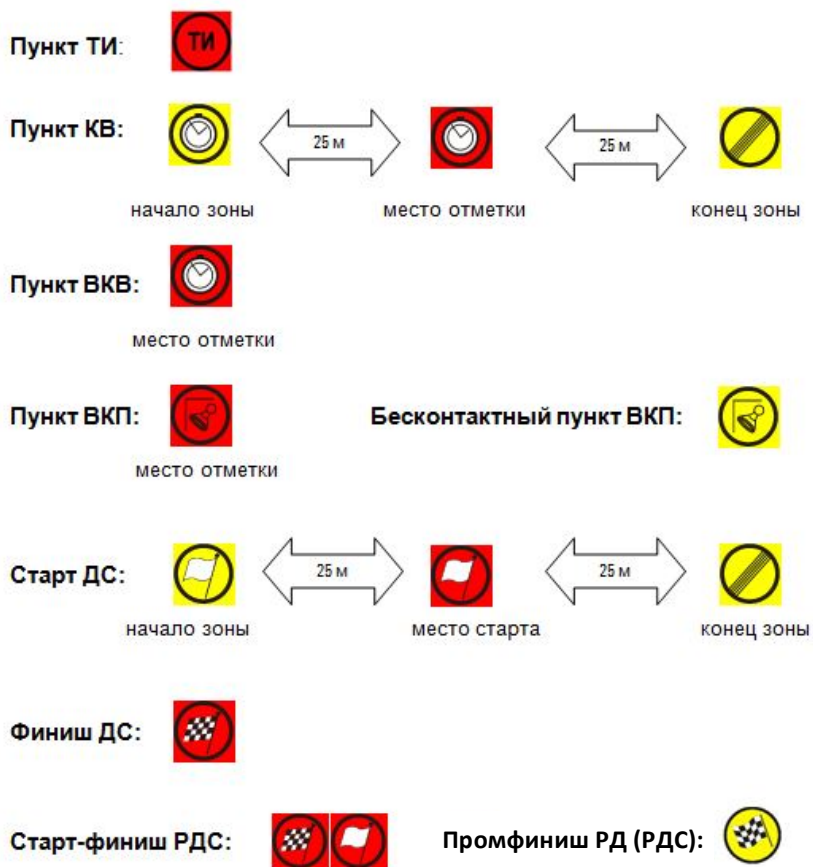 Пункт ТИ:
ТИ
Пункт КВ:
25 м
25 м
начало зоны
место отметки
конец зоны
Пункт ВКВ:
место отметки
Пункт ВКП:
Бесконтактный пункт ВКП:
место отметки
Старт ДС:
25 м
25 м
начало зоны
место старта
конец зоны
Финиш ДС:
Старт-финиш РДС:
Промфиниш РД (РДС):